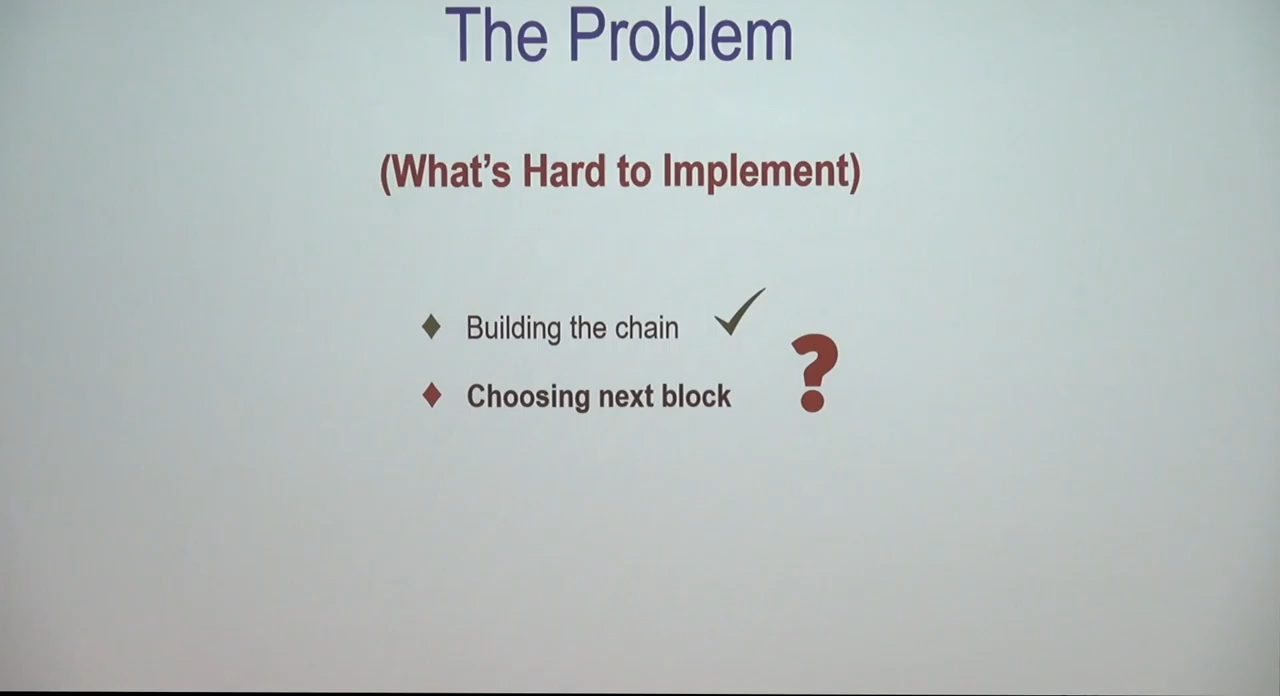 The Problem
(What's Hard to Implement)
Building the chain
Choosing next block
?